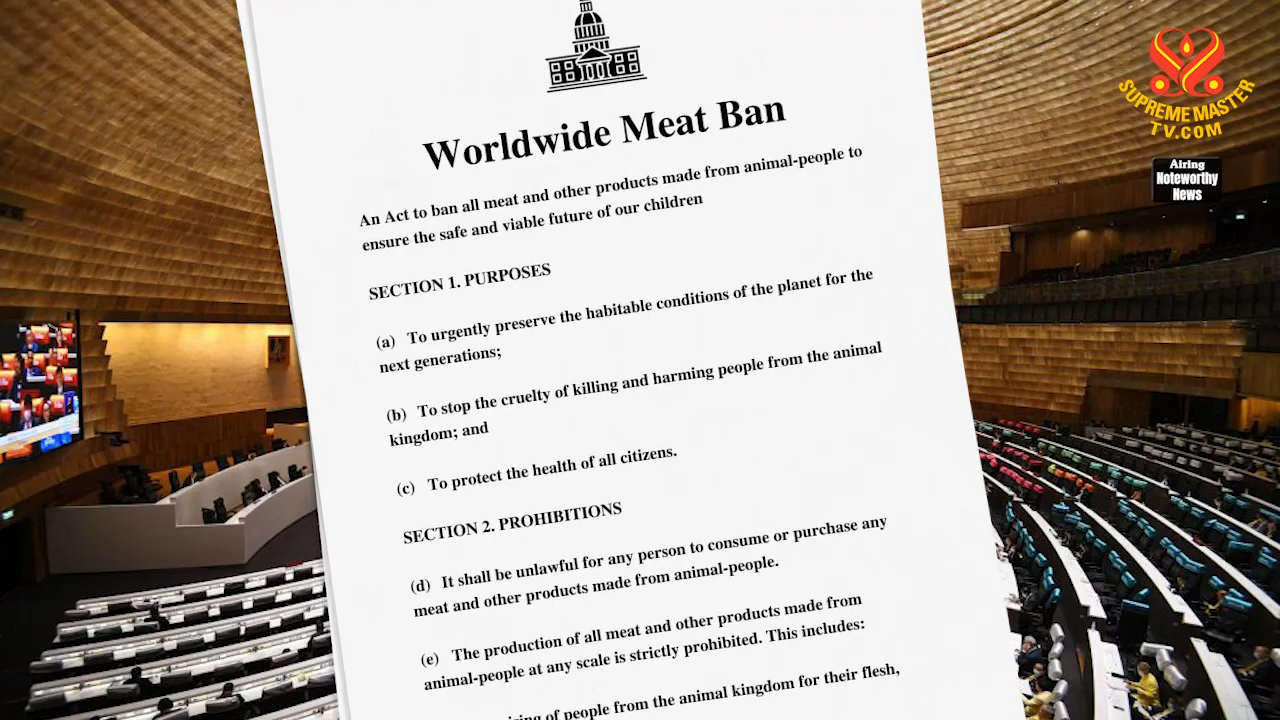 Worldwide Meat Ban
An Act to ban all meat and other products made from animal-people to
ensure the safe and viable future of our children
SECTION 1. PURPOSES
(a) To urgently preserve the habitable conditions of the planet for the
next generations;
(b) To stop the cruelty of killing and harming people from the animal
kingdom; and
(c) To protect the health of all citizens.
SECTION 2. PROHIBITIONS
(d) It shall be unlawful for any person to consume or purchase any
meat and other products made from animal-people.
(e) The production of all meat and other products made from
animal-people at any scale is strictly prohibited. This includes:
of people from the animal kingdom for their flesh,
SUPREME MASTER
TV.COM
Airing
Noteworthy
News